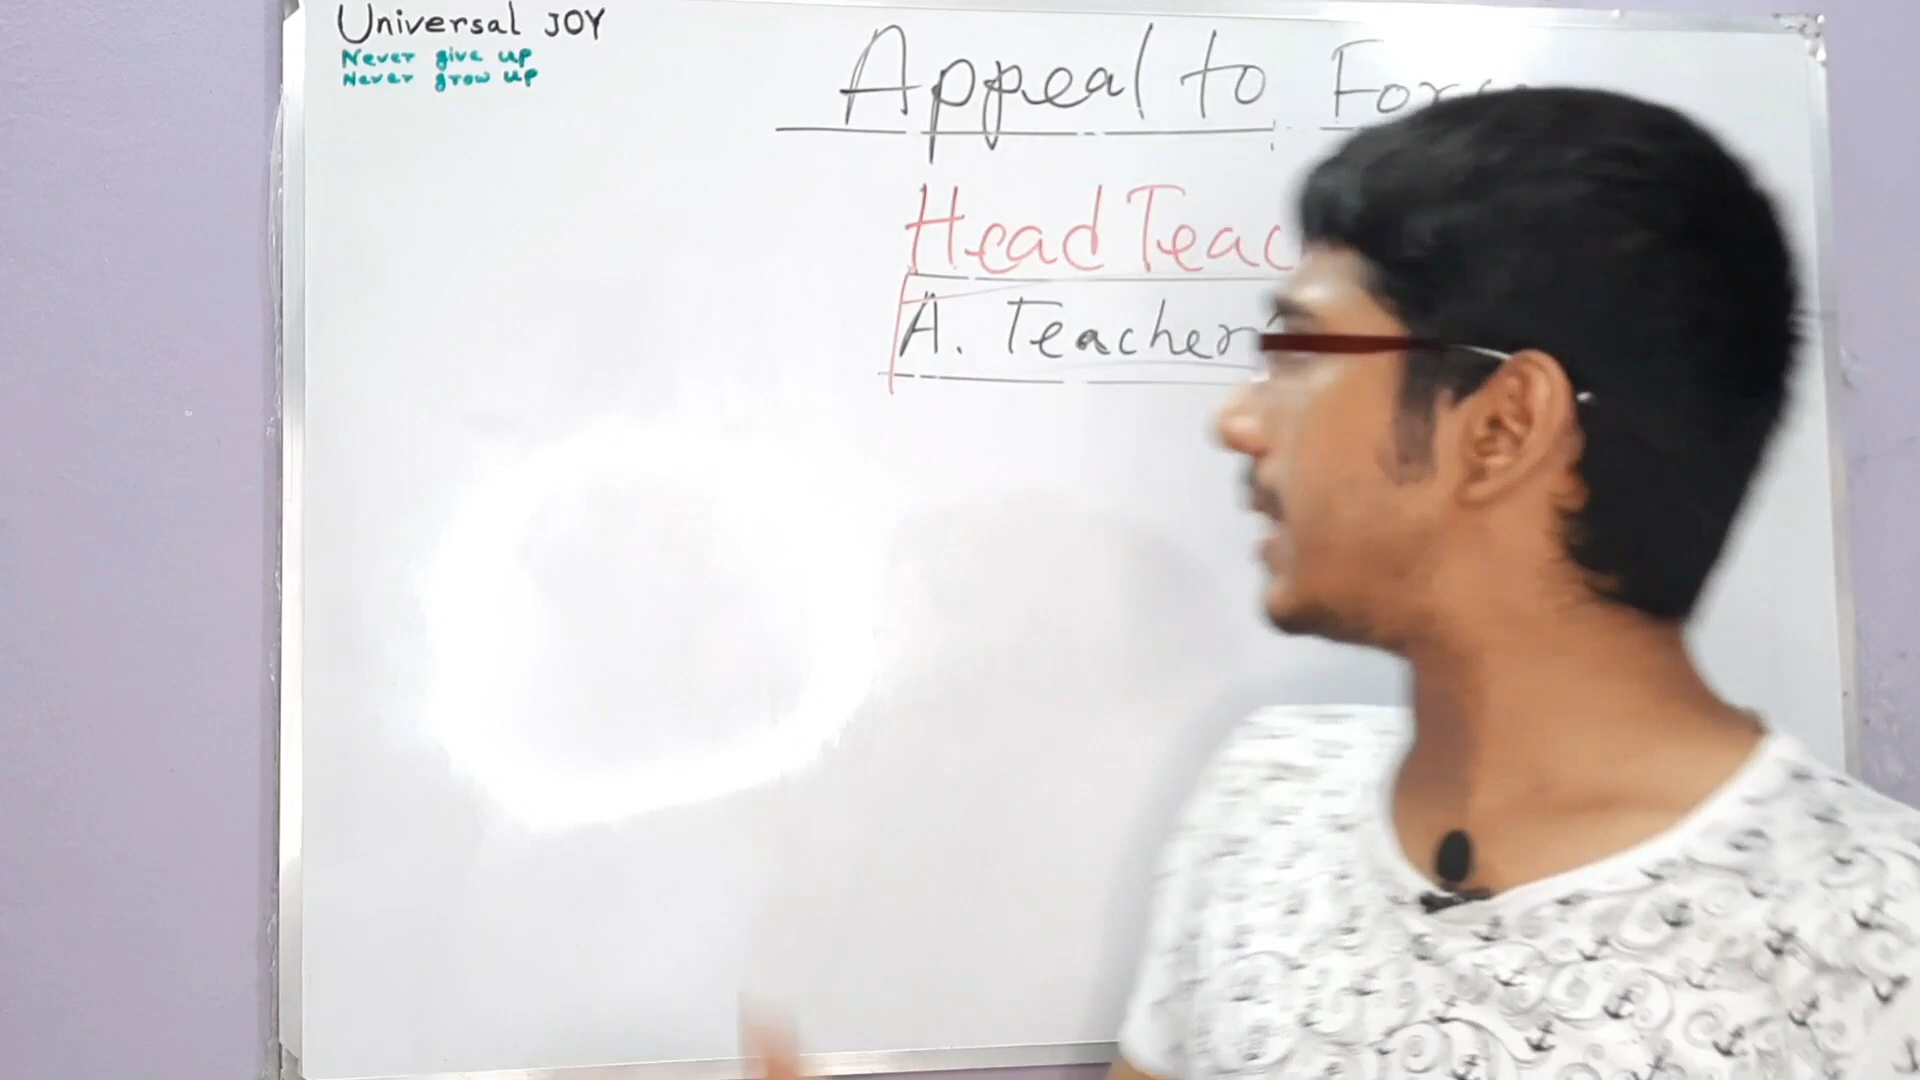 Universal JOY
Never give up
Never grow up
Appeal to
Head
A. Teacher